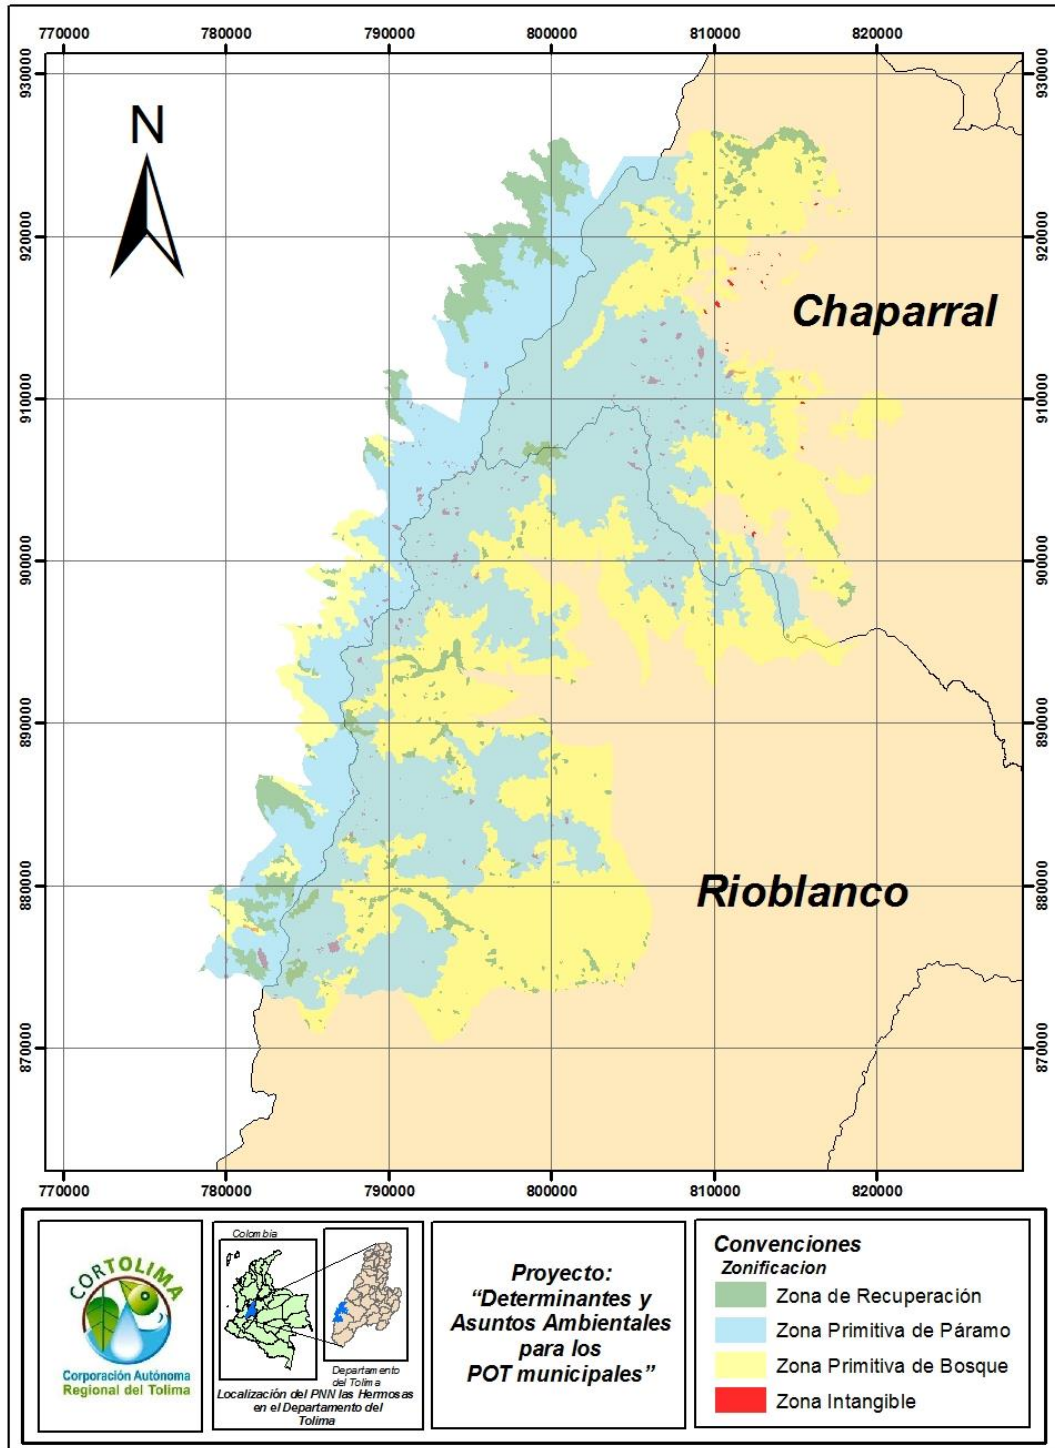 770000 780000 790000 800000 810000 820000
930000 930000
N
920000 920000
Chaparral
910000 910000
900000 900000
890000 890000
Rioblanco
880000 880000
870000 870000
770000 780000 790000 800000 810000 820000
CORTOLIMA
Corporación Autónoma
Regional del Tolima
Colombia
Departamento
del Tolima
Localización del PNN las Hermosas
en el Departamento del
Tolima
Proyecto:
“Determinantes y
Asuntos Ambientales
para los
POT municipales”
Convenciones
Zonificacion
Zona de Recuperación
Zona Primitiva de Páramo
Zona Primitiva de Bosque
Zona Intangible